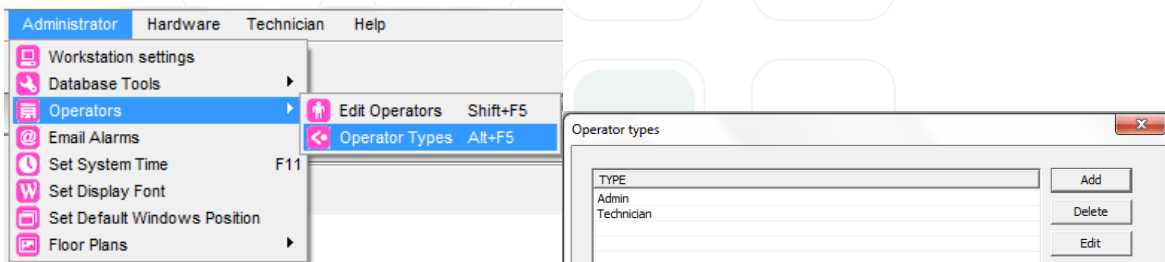 Administrator Hardware Technician Help
Workstation settings
Database Tools
Operators
Email Alarms
Set System Time F11
Set Display Font
Set Default Windows Position
Floor Plans
Edit Operators Shift+F5
Operator Types Alt+F5
Operator types
TYPE
Admin
Technician
Add
Delete
Edit